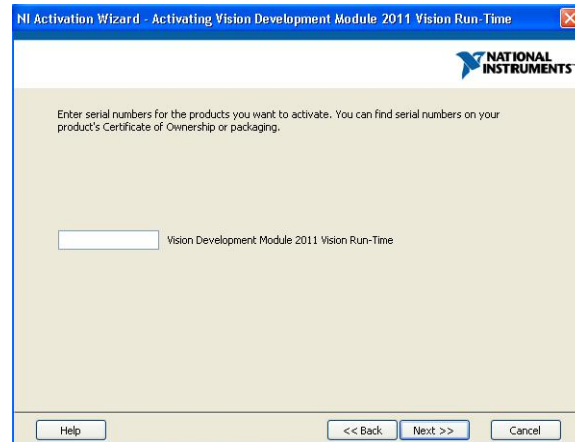 NI Activation Wizard - Activating Vision Development Module 2011 Vision Run-Time
NATIONAL
INSTRUMENTS
Enter serial numbers for the products you want to activate. You can find serial numbers on your
product's Certificate of Ownership or packaging.
Vision Development Module 2011 Vision Run-Time
Help
<< Back
Next >>
Cancel